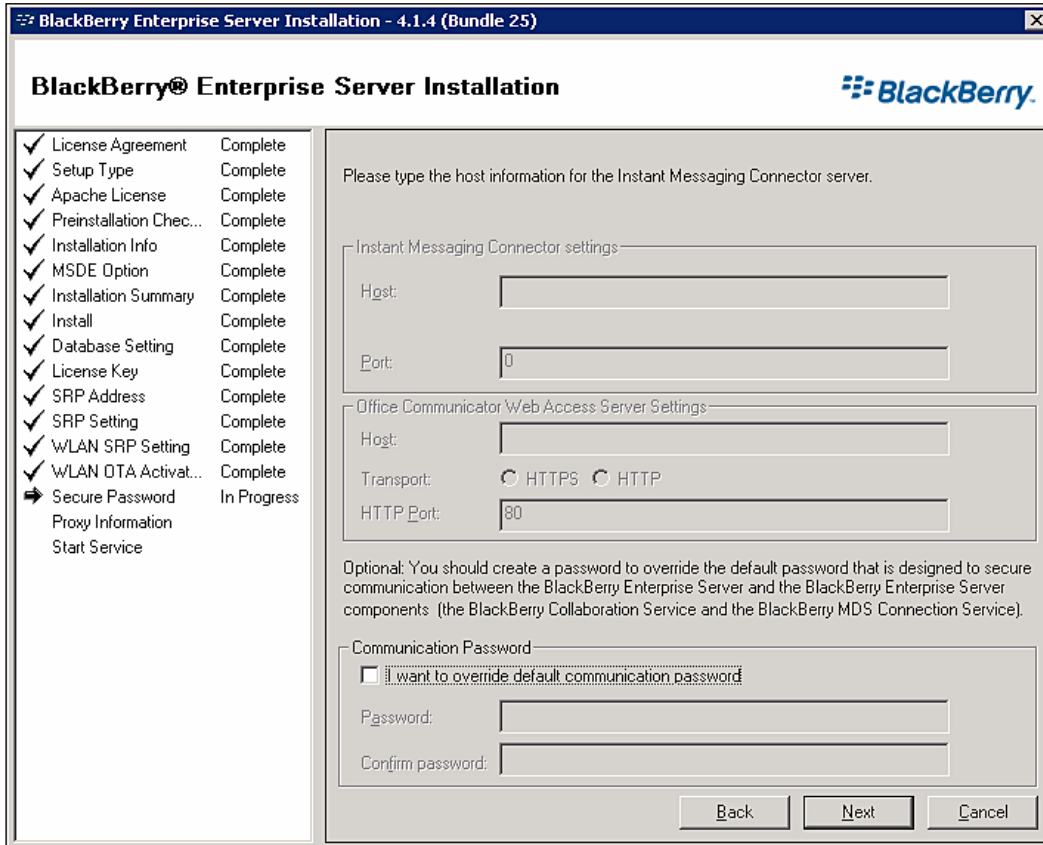 BlackBerry Enterprise Server Installation - 4.1.4 (Bundle 25)
BlackBerry® Enterprise Server Installation
BlackBerry.
License Agreement Complete
Setup Type Complete
Apache License Complete
Preinstallation Chec... Complete
Installation Info Complete
MSDE Option Complete
Installation Summary Complete
Install Complete
Database Setting Complete
License Key Complete
SRP Address Complete
SRP Setting Complete
WLAN SRP Setting Complete
WLAN OTA Activat... Complete
Secure Password In Progress
Proxy Information
Start Service
Please type the host information for the Instant Messaging Connector server.
Instant Messaging Connector settings
Host:
Port: 0
Office Communicator Web Access Server Settings
Host:
Transport: HTTPS HTTP
HTTP Port: 80
Optional: You should create a password to override the default password that is designed to secure
communication between the BlackBerry Enterprise Server and the BlackBerry Enterprise Server
components (the BlackBerry Collaboration Service and the BlackBerry MDS Connection Service).
Communication Password
I want to override default communication password
Password:
Confirm password:
Back Next Cancel